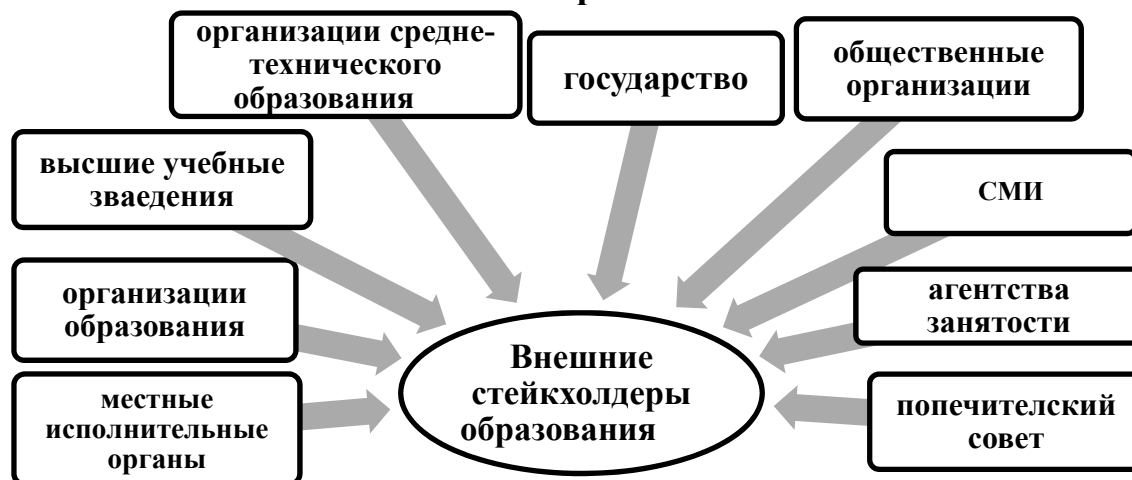 организации средне-
технического
образования
государство
общественные
организации
высшие учебные
зваедения
СМИ
организации
образования
агентства
занятости
местные
исполнительные
органы
Внешние
стейкхолдеры
образования
попечителский
совет